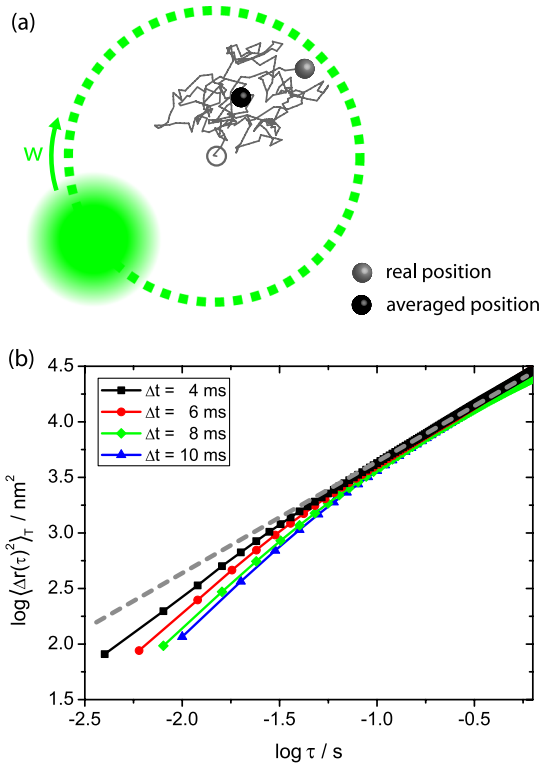 (a)
w
real position
averaged position
(b)
Δt = 4 ms
Δt = 6 ms
Δt = 8 ms
Δt = 10 ms
4.5
4.0
3.5
3.0
2.5
2.0
1.5
log⟨Δr(τ)²⟩_T / nm²
-2.5 -2.0 -1.5 -1.0 -0.5
log τ / s